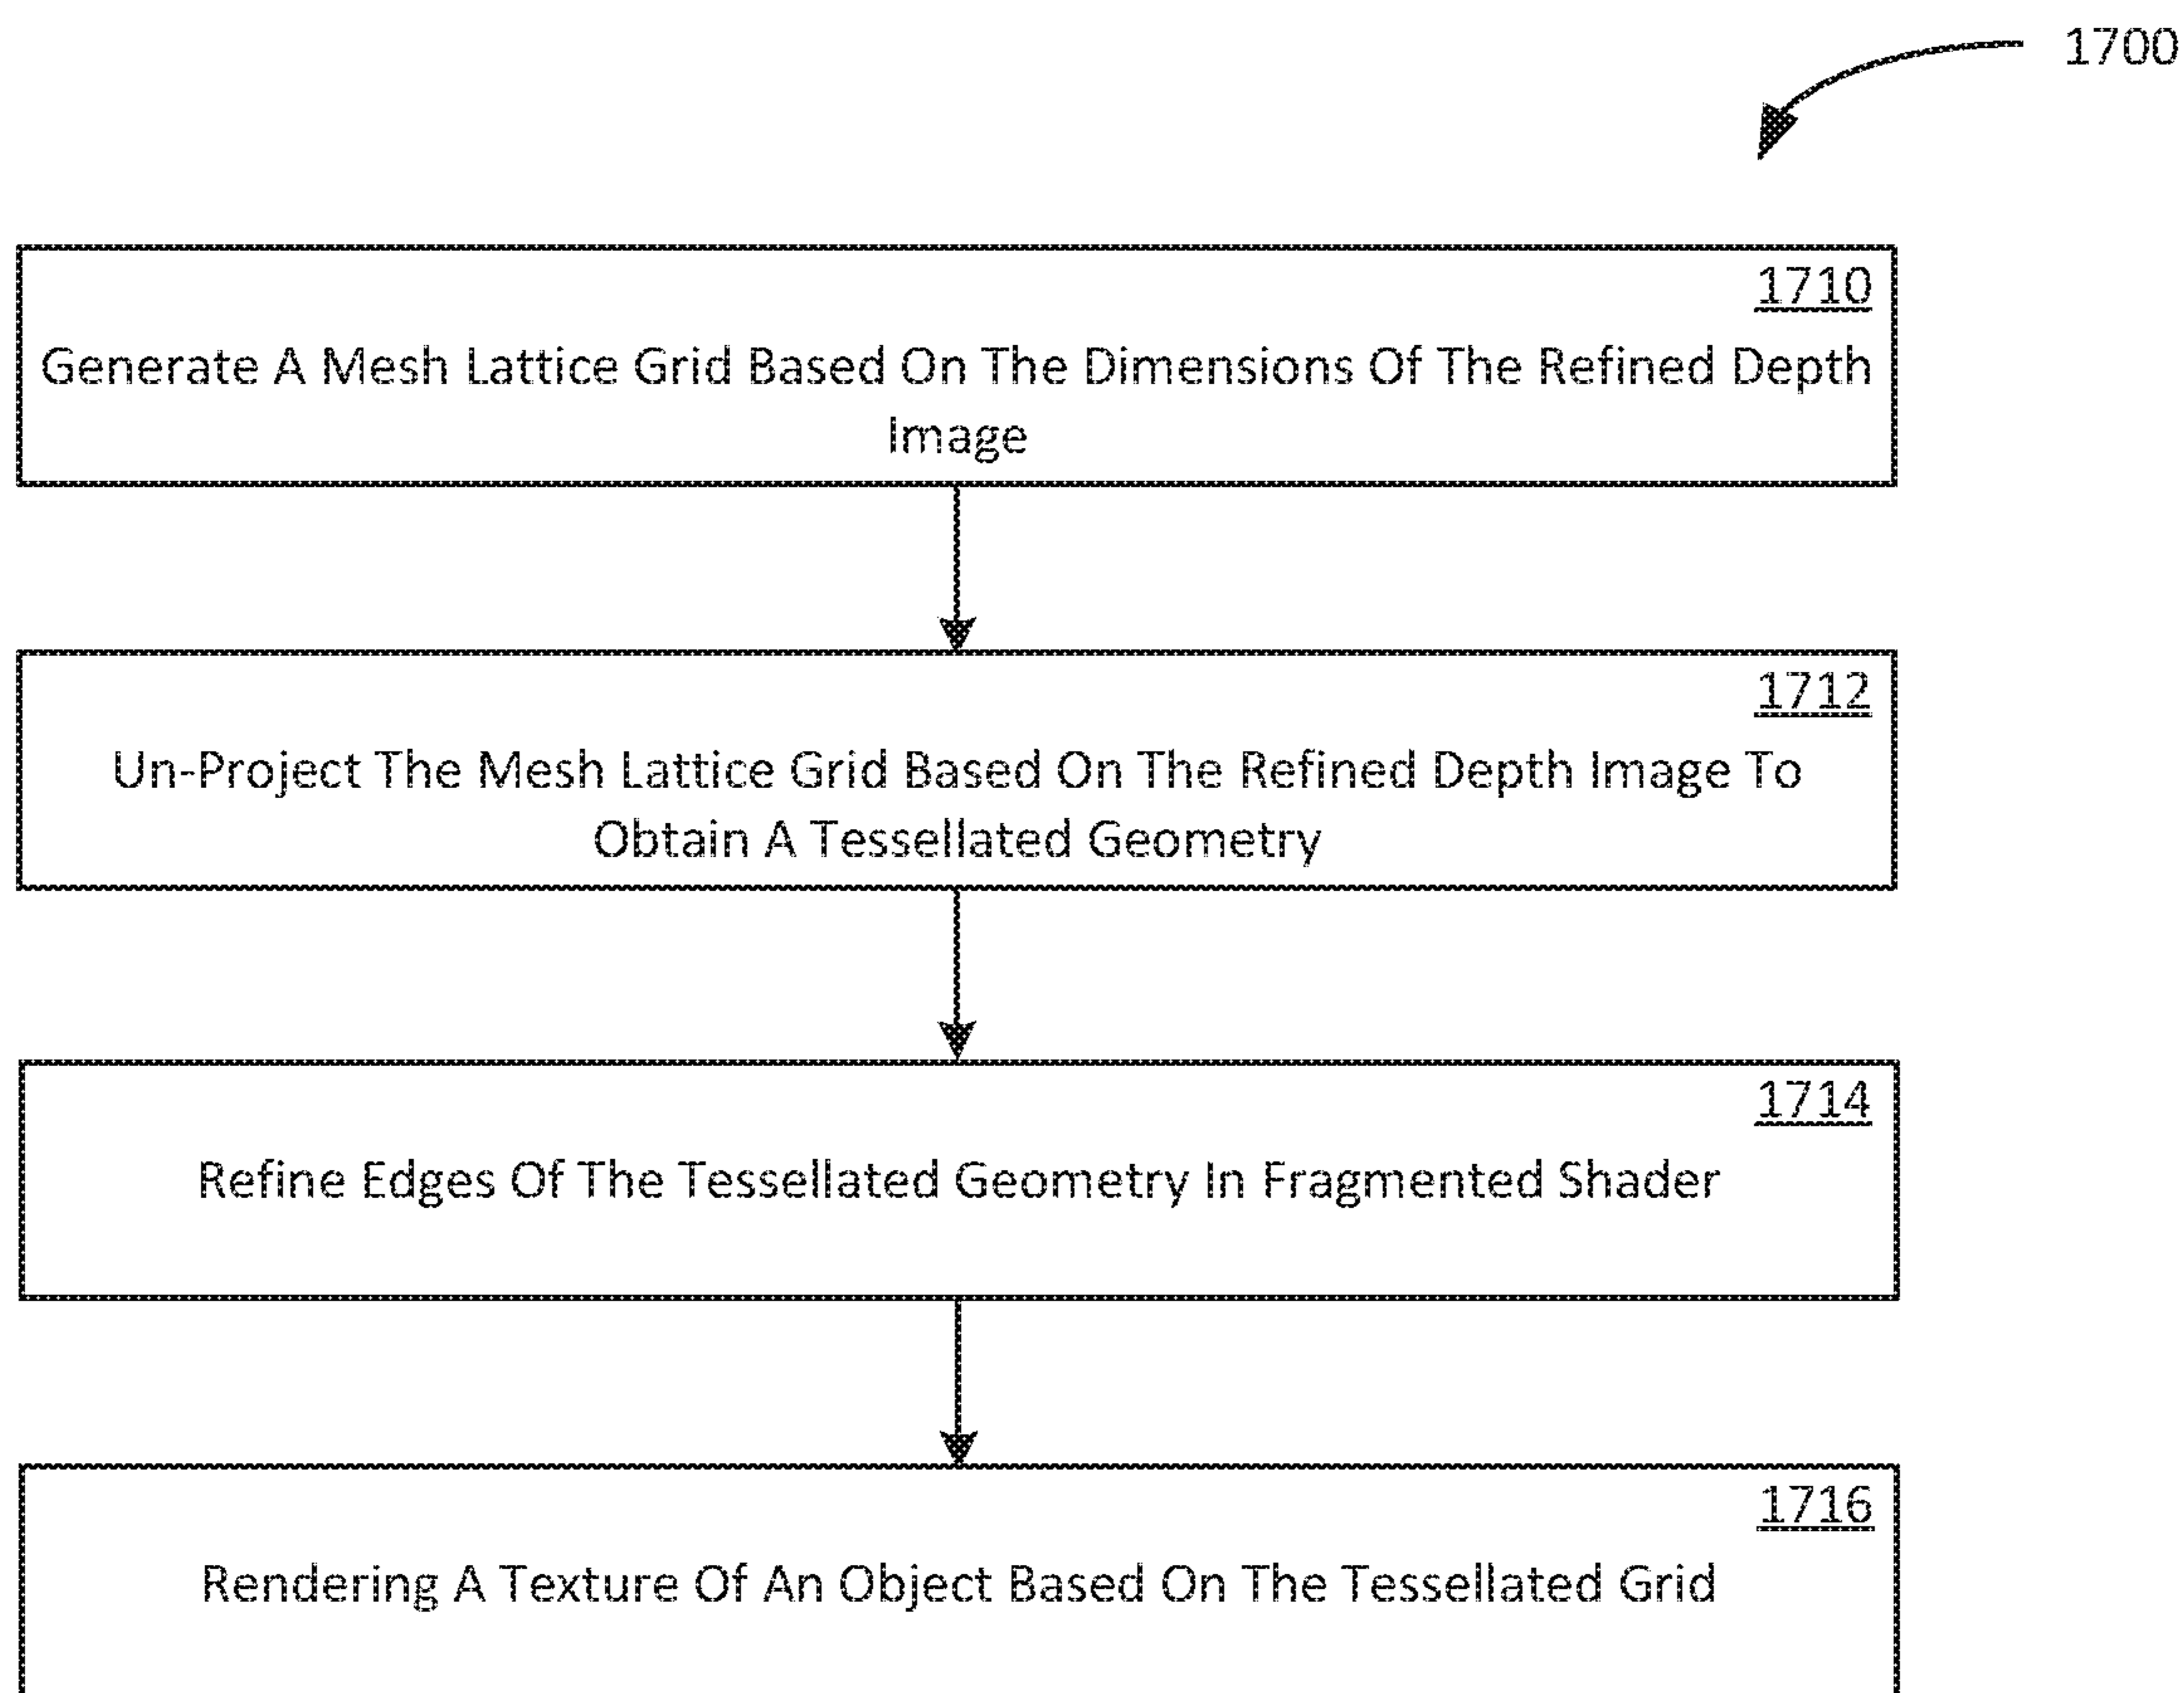 1700
1710
Generate A Mesh Lattice Grid Based On The Dimensions Of The Refined Depth
Image
1712
Un-Project The Mesh Lattice Grid Based On The Refined Depth Image To
Obtain A Tessellated Geometry
1714
Refine Edges Of The Tessellated Geometry In Fragmented Shader
1716
Rendering A Texture Of An Object Based On The Tessellated Grid